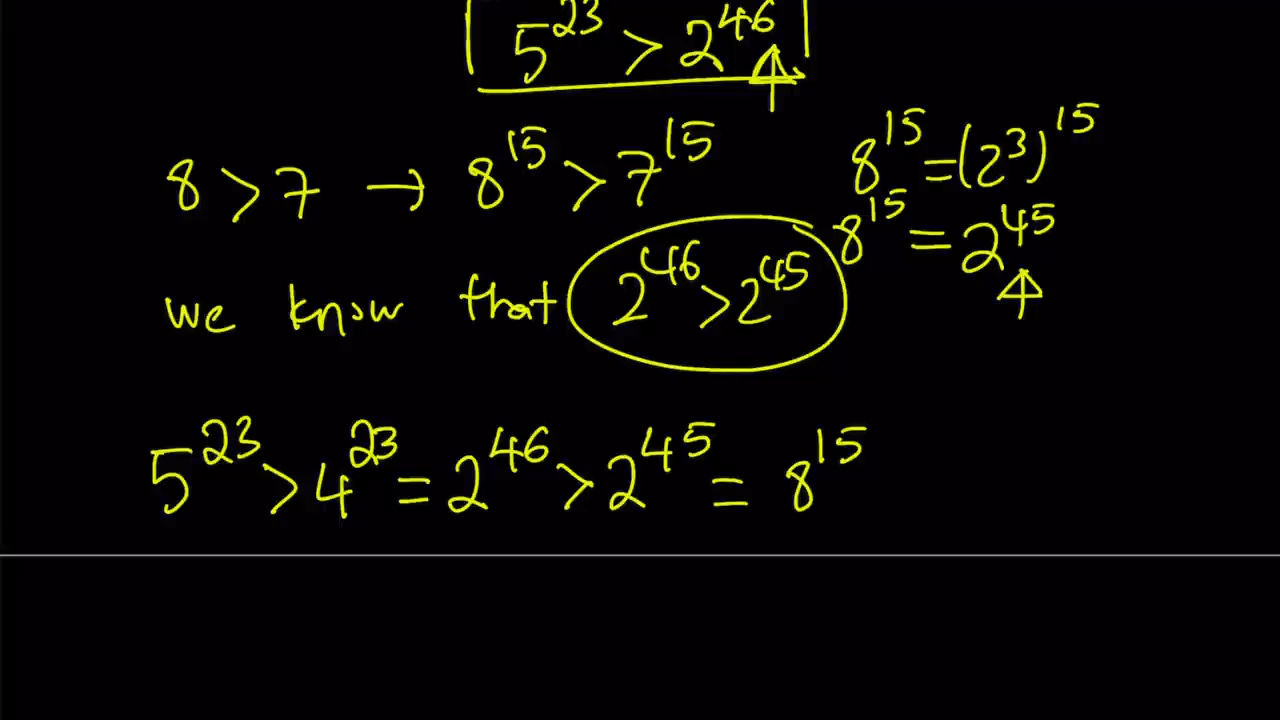 5^23 > 2^46
8 > 7 → 8^15 > 7^15
8^15 = (2^3)^15
8^15 = 2^45
we know that 2^46 > 2^45
5^23 > 4^23 = 2^46 > 2^45 = 8^15